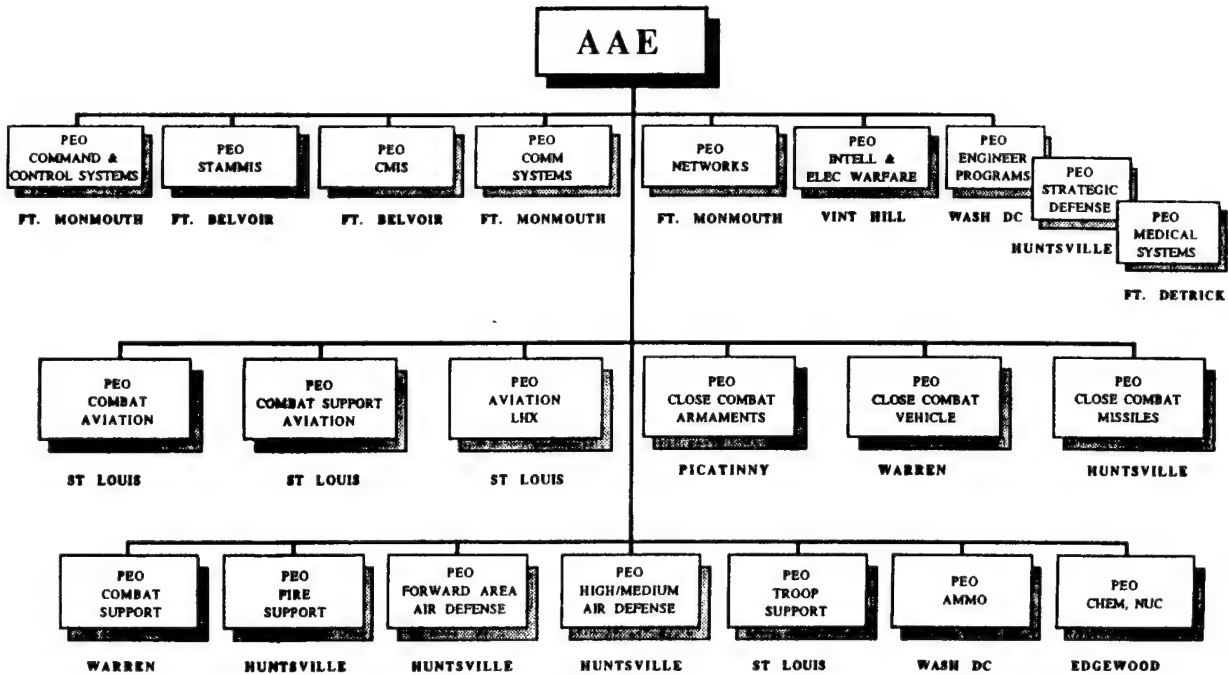 AAE
PEO
COMMAND &
CONTROL SYSTEMS
FT. MONMOUTH
PEO
STAMMIS
FT. BELVOIR
PEO
CMIS
FT. BELVOIR
PEO
COMM
SYSTEMS
FT. MONMOUTH
PEO
NETWORKS
FT. MONMOUTH
PEO
INTELL &
ELEC WARFARE
VINT HILL
PEO
ENGINEER
PROGRAMS
WASH DC
PEO
STRATEGIC
DEFENSE
HUNTSVILLE
PEO
MEDICAL
SYSTEMS
FT. DETRICK
PEO
COMBAT
AVIATION
ST LOUIS
PEO
COMBAT SUPPORT
AVIATION
ST LOUIS
PEO
AVIATION
LHX
ST LOUIS
PEO
CLOSE COMBAT
ARMAMENTS
PICATINNY
PEO
CLOSE COMBAT
VEHICLE
WARREN
PEO
CLOSE COMBAT
MISSILES
HUNTSVILLE
PEO
COMBAT
SUPPORT
WARREN
PEO
FIRE
SUPPORT
HUNTSVILLE
PEO
FORWARD AREA
AIR DEFENSE
HUNTSVILLE
PEO
HIGH/MEDIUM
AIR DEFENSE
HUNTSVILLE
PEO
TROOP
SUPPORT
ST LOUIS
PEO
AMMO
WASH DC
PEO
CHEM, NUC
EDGEWOOD